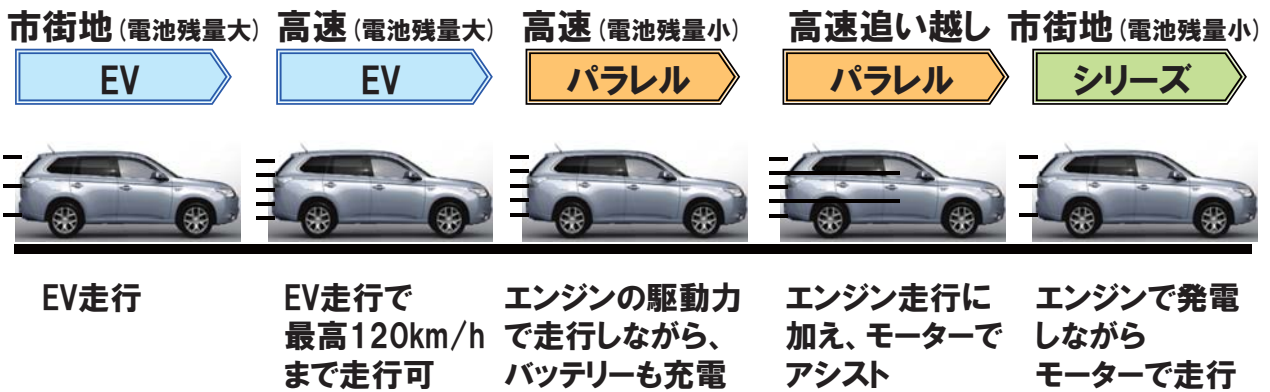 市街地(電池残量大)
高速(電池残量大)
高速(電池残量小)
高速追い越し
市街地(電池残量小)
EV
EV
パラレル
パラレル
シリーズ
EV走行
EV走行で
最高120km/h
まで走行可
エンジンの駆動力
で走行しながら、
バッテリーも充電
エンジン走行に
加え、モーターで
アシスト
エンジンで発電
しながら
モーターで走行